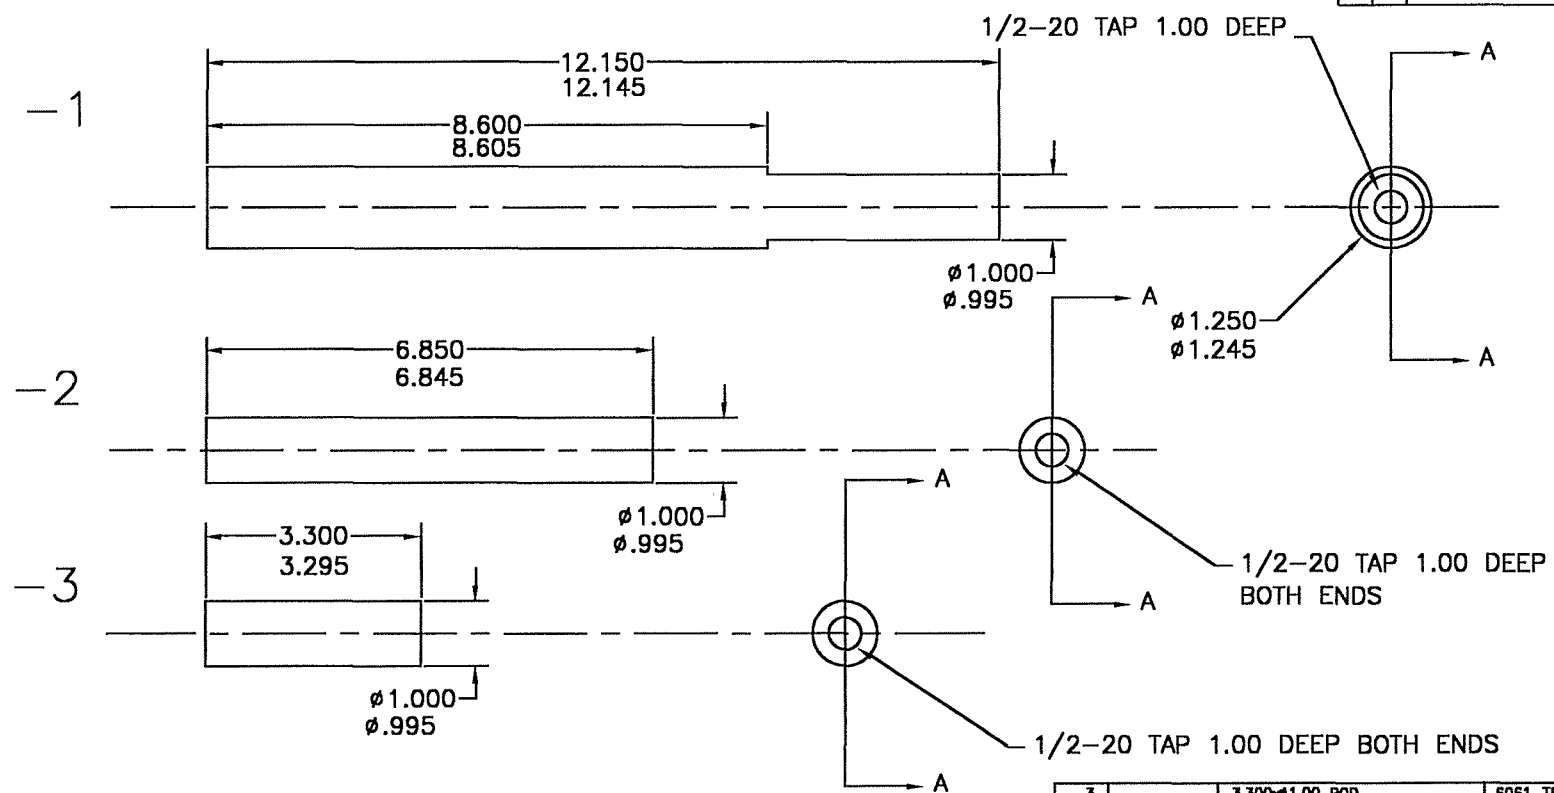 1/2-20 TAP 1.00 DEEP
A
-1
12.150
12.145
8.600
8.605
ø1.000
ø.995
ø1.250
ø1.245
A
A
-2
6.850
6.845
ø1.000
ø.995
1/2-20 TAP 1.00 DEEP
BOTH ENDS
A
A
-3
3.300
3.295
ø1.000
ø.995
1/2-20 TAP 1.00 DEEP BOTH ENDS
A